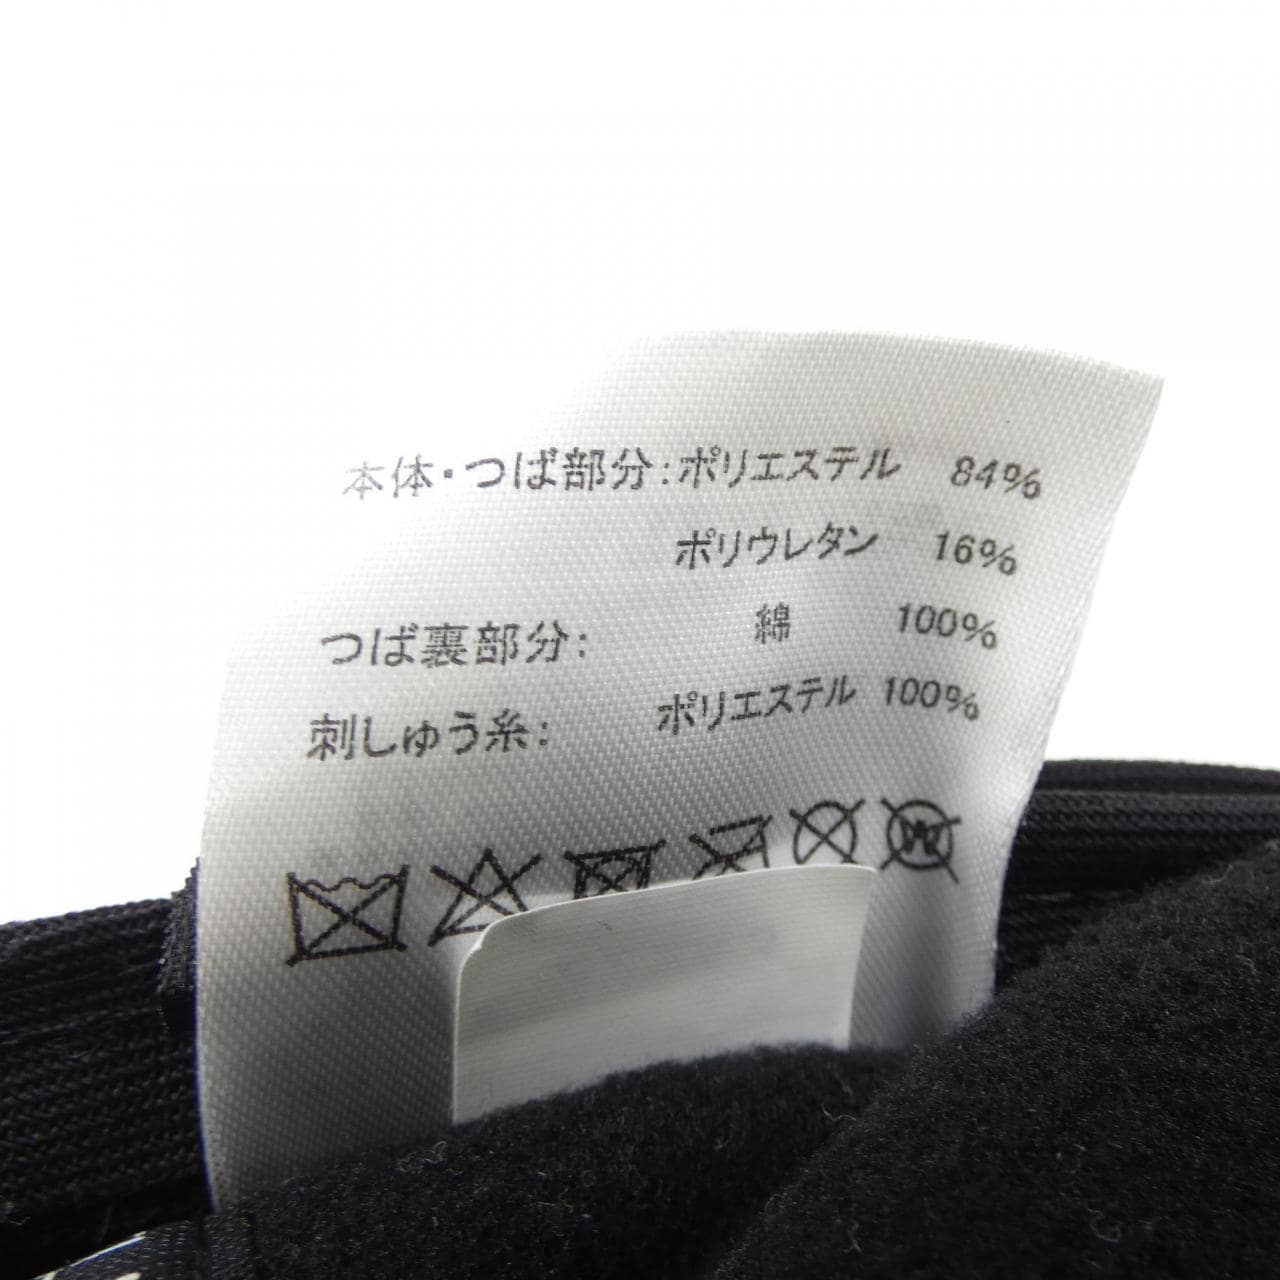 本体・つば部分：ポリエステル 84%
ポリウレタン 16%
つば裏部分： 綿 100%
刺しゅう糸： ポリエステル 100%
W